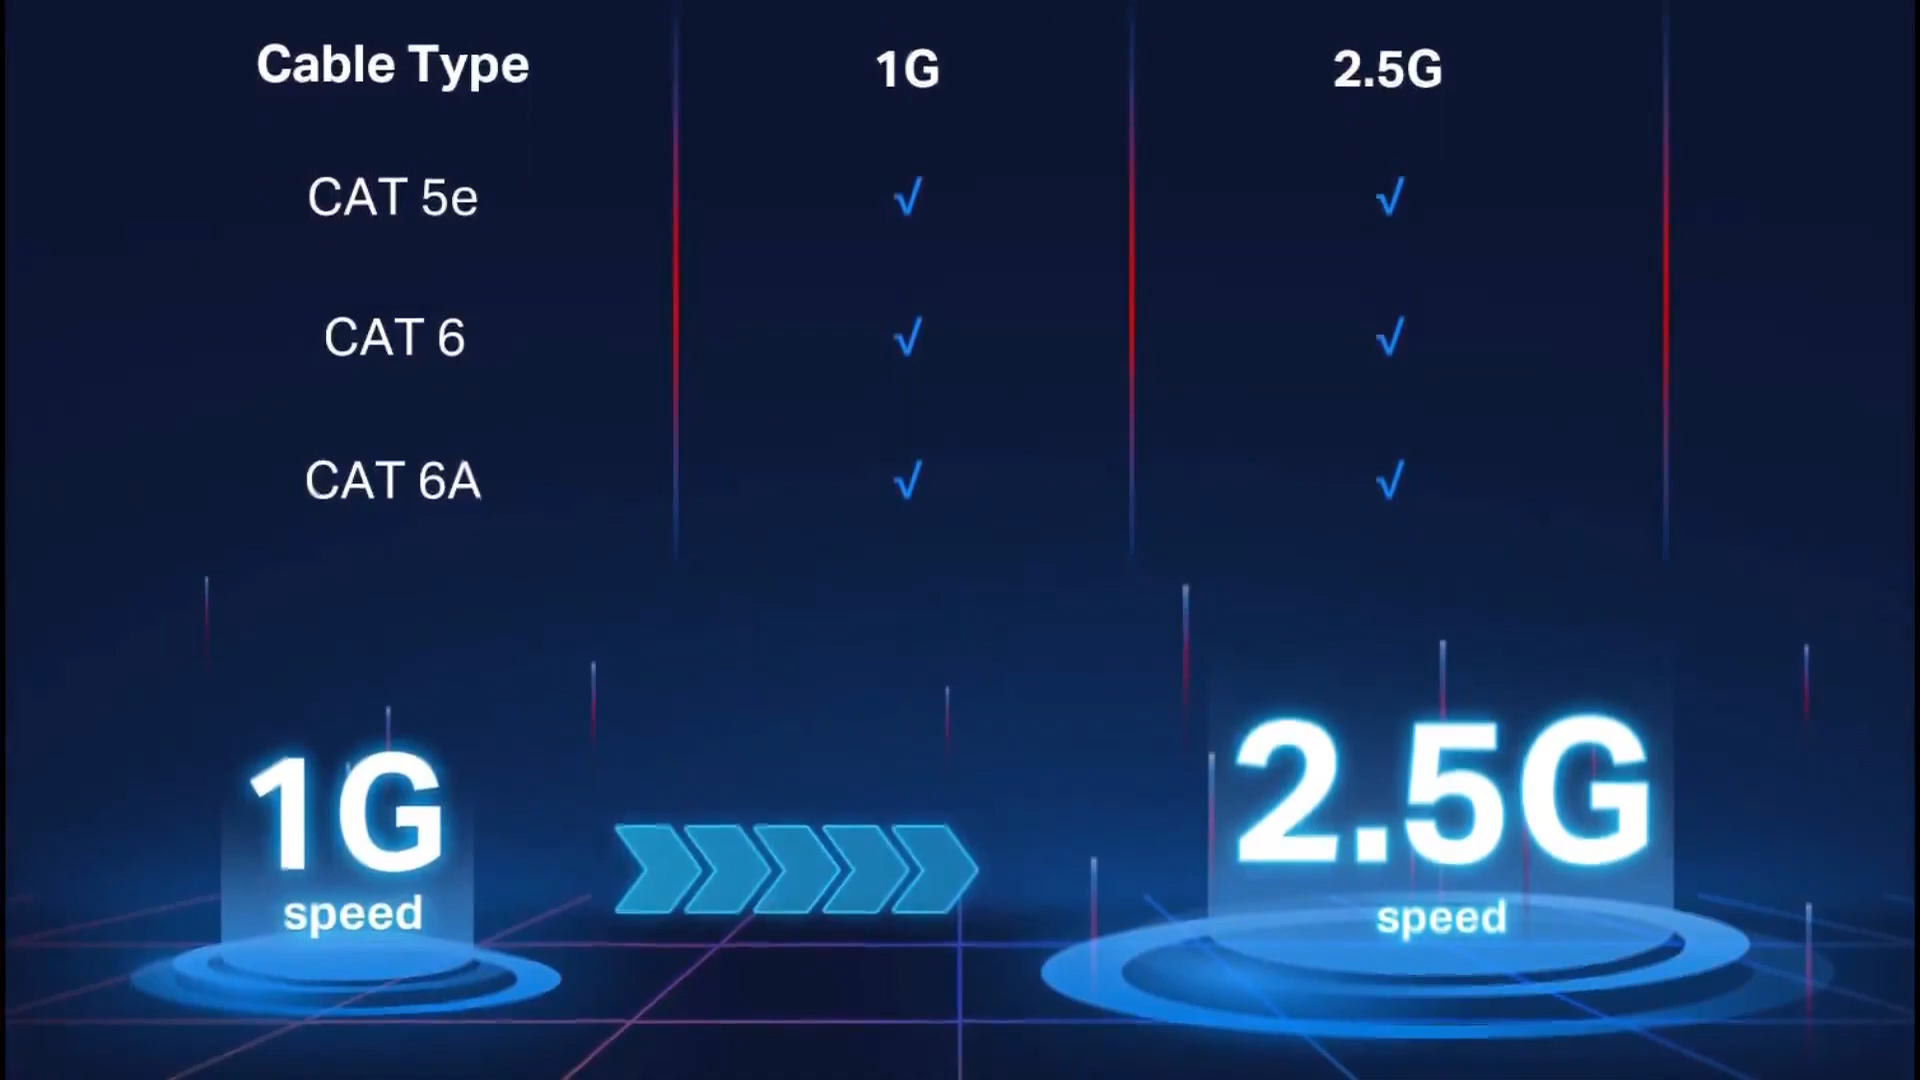 Cable Type 1G 2.5G
CAT 5e √ √
CAT 6 √ √
CAT 6A √ √
1G 2.5G
speed speed